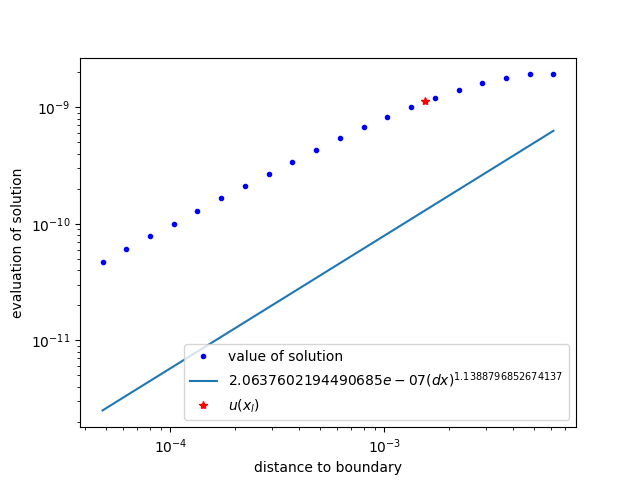 10⁻⁹
10⁻¹⁰
10⁻¹¹
evaluation of solution
value of solution
2.0637602194490685e − 07(dx)^1.1388796852674137
u(x_l)
10⁻⁴ 10⁻³
distance to boundary